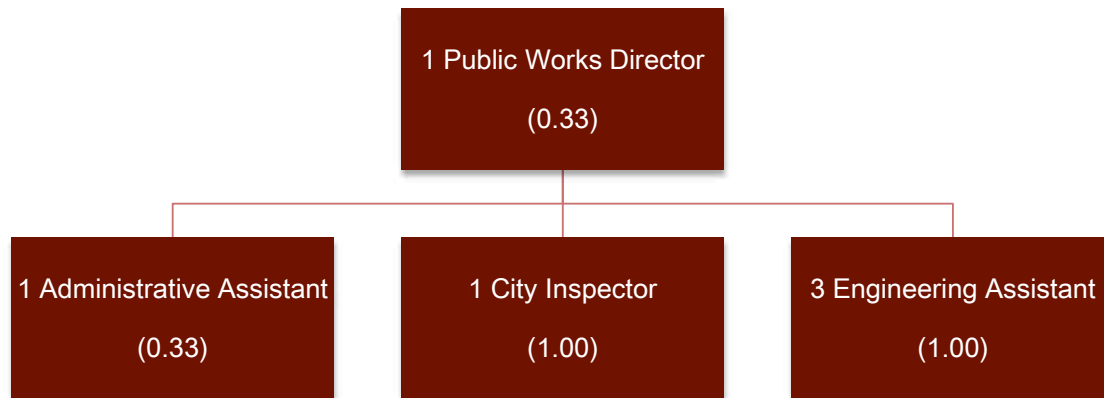 1 Public Works Director
(0.33)
1 Administrative Assistant
(0.33)
1 City Inspector
(1.00)
3 Engineering Assistant
(1.00)